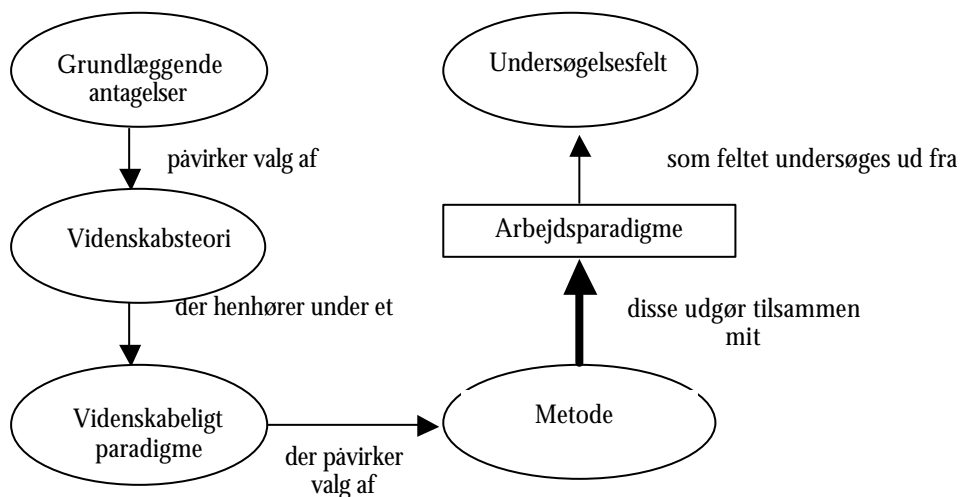 Grundlæggende
antagelser
påvirker valg af
Videnskabsteori
der henhører under et
Videnskabeligt
paradigme
der påvirker
valg af
Metode
disse udgør tilsammen
mit
Arbejdsparadigme
som feltet undersøges ud fra
Undersøgelsesfelt